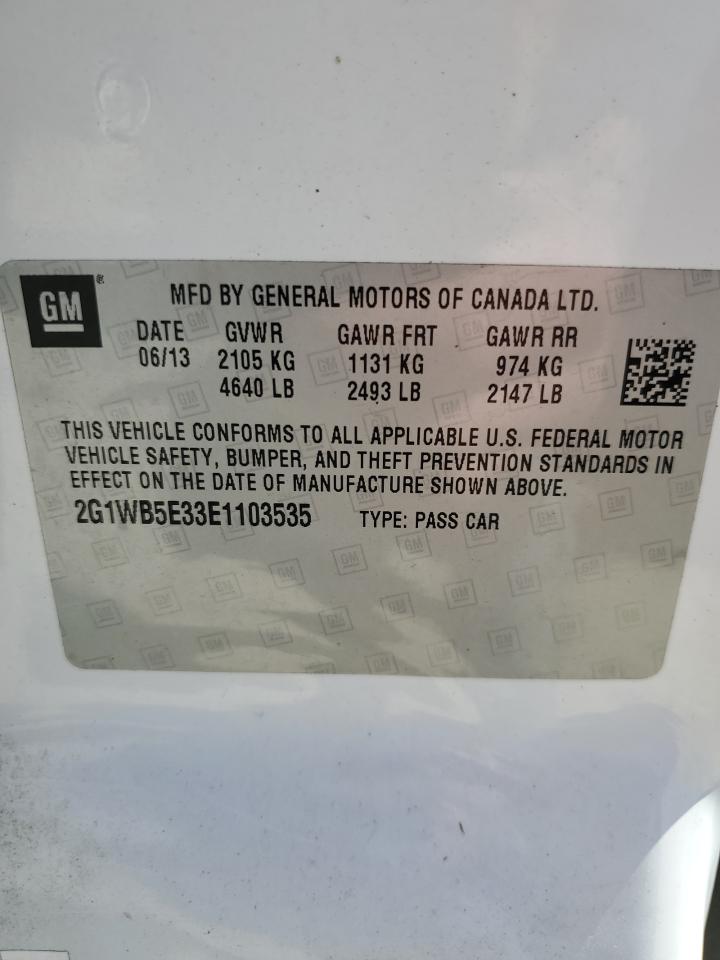 GM®
MFD BY GENERAL MOTORS OF CANADA LTD.
DATE GVWR GAWR FRT GAWR RR
06/13 2105 KG 1131 KG 974 KG
4640 LB 2493 LB 2147 LB
THIS VEHICLE CONFORMS TO ALL APPLICABLE U.S. FEDERAL MOTOR
VEHICLE SAFETY, BUMPER, AND THEFT PREVENTION STANDARDS IN
EFFECT ON THE DATE OF MANUFACTURE SHOWN ABOVE.
2G1WB5E33E1103535 TYPE: PASS CAR